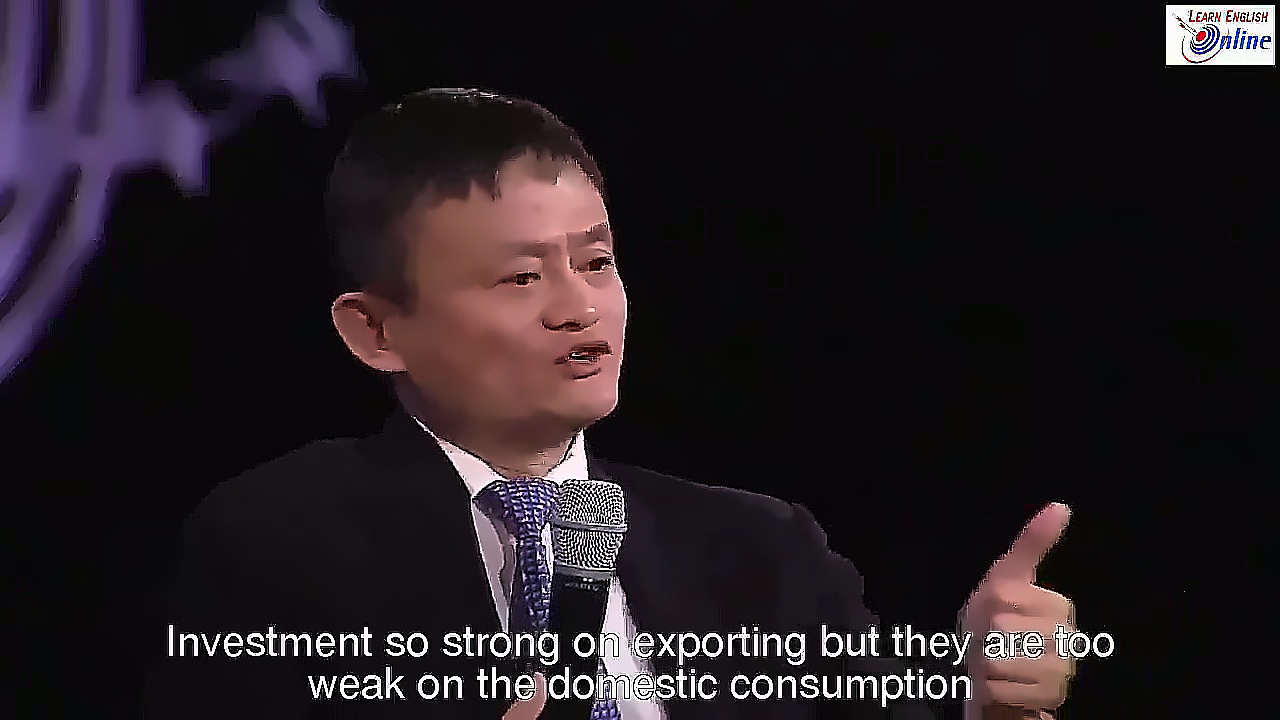 LEARN ENGLISH
Online
Investment so strong on exporting but they are too
weak on the domestic consumption